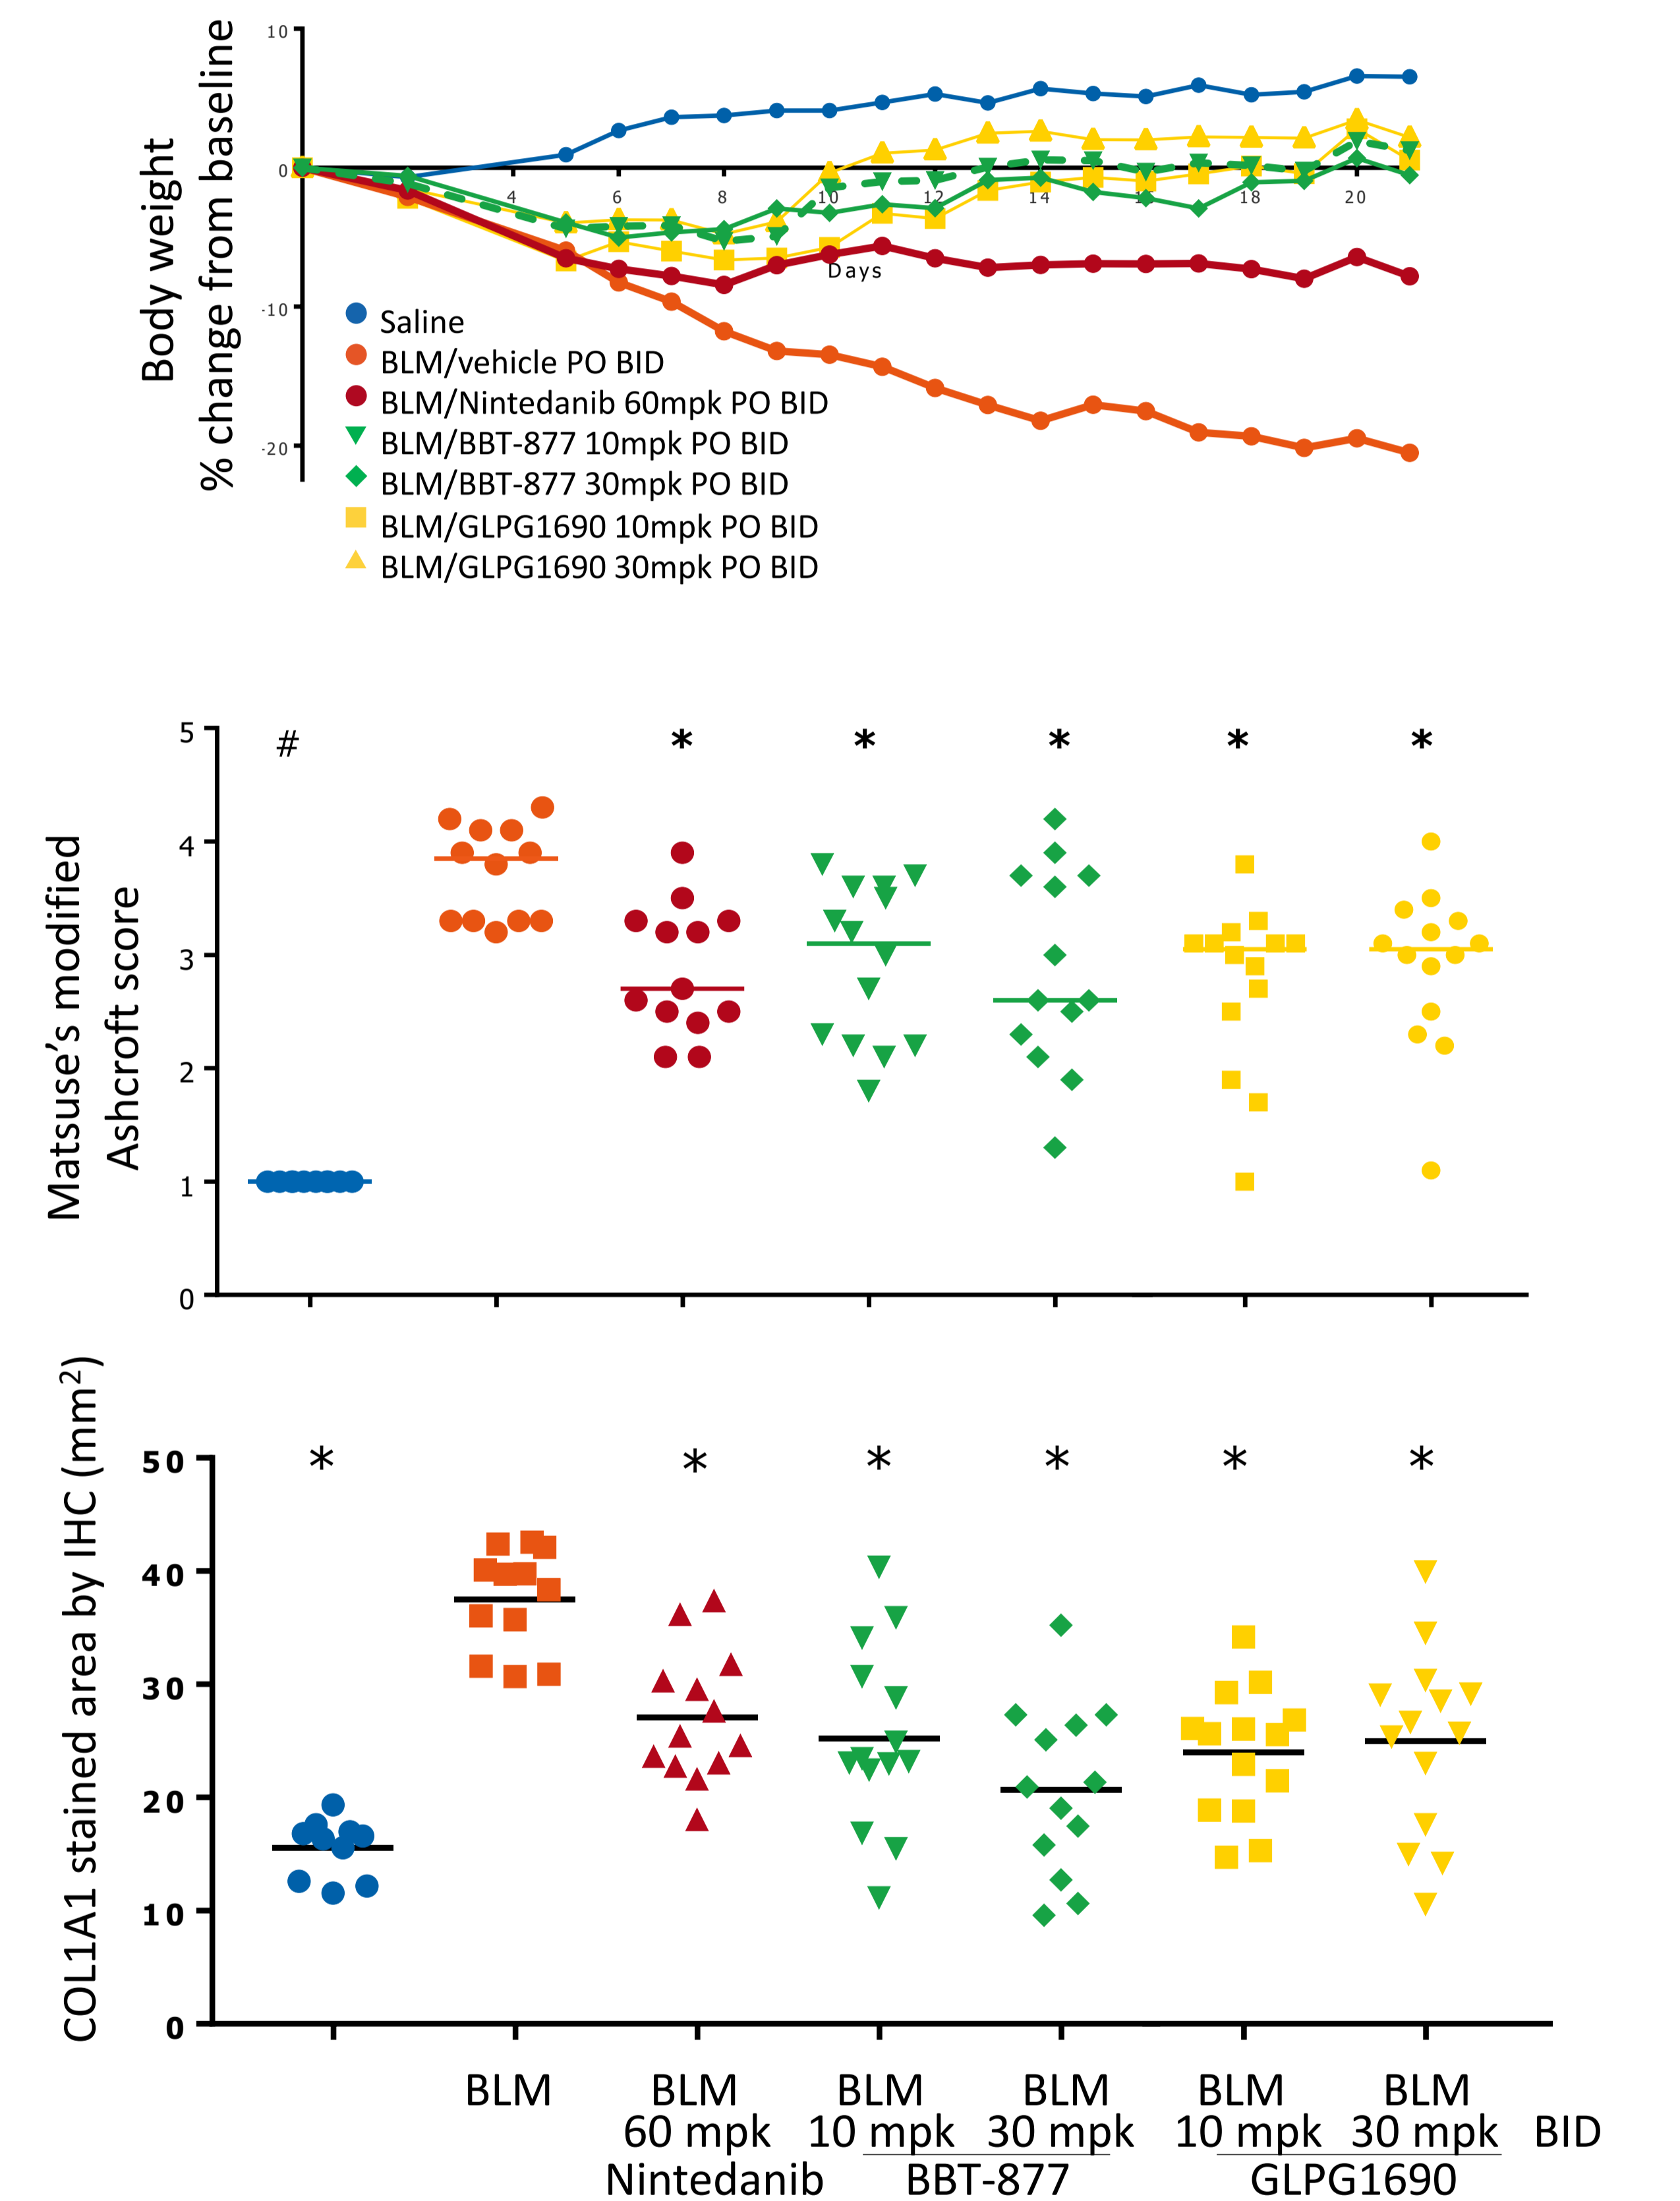 Body weight
% change from baseline
10
0
-10
-20
4 6 8 10 12 14 18 20
Days
Saline
BLM/vehicle PO BID
BLM/Nintedanib 60mpk PO BID
BLM/BBT-877 10mpk PO BID
BLM/BBT-877 30mpk PO BID
BLM/GLPG1690 10mpk PO BID
BLM/GLPG1690 30mpk PO BID
Matsuse's modified
Ashcroft score
# * * * * *
5
4
3
2
1
0
COL1A1 stained area by IHC (mm²)
* * * * * *
50
40
30
20
10
0
BLM BLM BLM BLM BLM BLM
60 mpk 10 mpk 30 mpk 10 mpk 30 mpk BID
Nintedanib BBT-877 GLPG1690